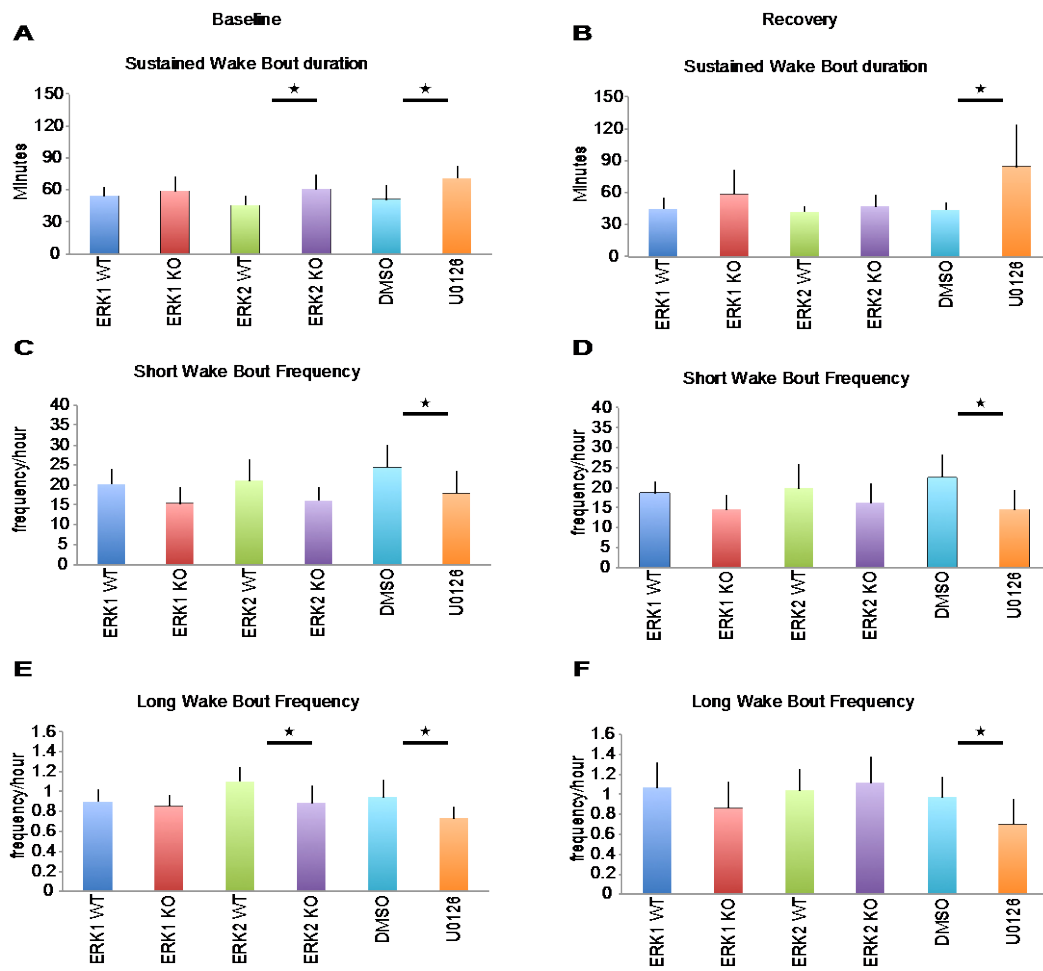 Baseline
Recovery
A
B
Sustained Wake Bout duration
Sustained Wake Bout duration
★
★
★
Minutes
150
120
90
60
30
0
ERK1 WT
ERK1 KO
ERK2 WT
ERK2 KO
DMSO
U0126
Minutes
150
120
90
60
30
0
ERK1 WT
ERK1 KO
ERK2 WT
ERK2 KO
DMSO
U0126
C
D
Short Wake Bout Frequency
Short Wake Bout Frequency
★
★
frequency/hour
40
35
30
25
20
15
10
5
0
ERK1 WT
ERK1 KO
ERK2 WT
ERK2 KO
DMSO
U0126
frequency/hour
40
35
30
25
20
15
10
5
0
ERK1 WT
ERK1 KO
ERK2 WT
ERK2 KO
DMSO
U0126
E
F
Long Wake Bout Frequency
Long Wake Bout Frequency
★
★
★
frequency/hour
1.6
1.4
1.2
1
0.8
0.6
0.4
0.2
0
ERK1 WT
ERK1 KO
ERK2 WT
ERK2 KO
DMSO
U0126
frequency/hour
1.6
1.4
1.2
1
0.8
0.6
0.4
0.2
0
ERK1 WT
ERK1 KO
ERK2 WT
ERK2 KO
DMSO
U0126